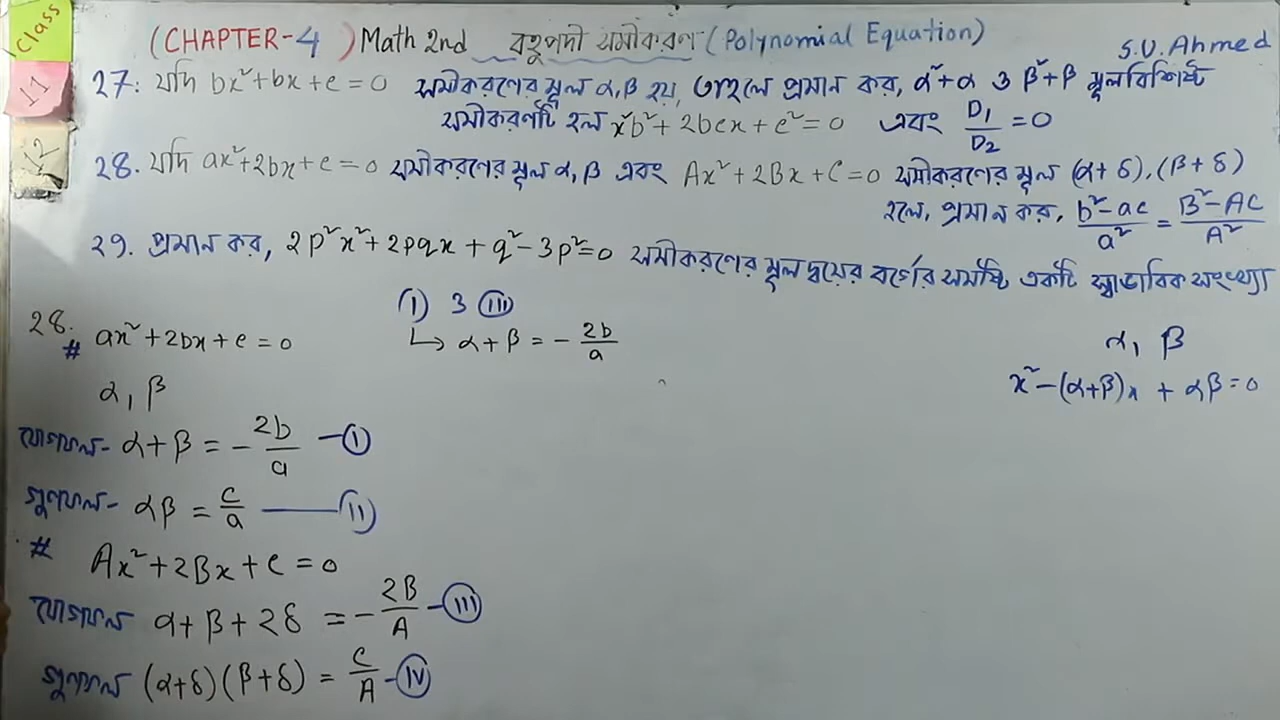 Class
11
12
(CHAPTER-4) Math 2nd বহুপদী সমীকরণ (Polynomial Equation)
S.U. Ahmed
27. যদি bx²+bx+c=0 সমীকরণের মূল α,β হয়, তাহলে প্রমান কর, α²+α ও β²+β মূলবিশিষ্ট
সমীকরণটি হল x²b²+2bcx+c²=0 এবং D₁/D₂=0
28. যদি ax²+2bx+c=0 সমীকরণের মূল α,β এবং Ax²+2Bx+C=0 সমীকরণের মূল (α+δ),(β+δ)
হলে, প্রমান কর, (b²-ac)/a² = (B²-AC)/A²
29. প্রমান কর, 2p²x²+2pqx+q²-3p²=0 সমীকরণের মূলদ্বয়ের বর্গের সমষ্টি একটি স্বাভাবিক সংখ্যা
28.
# ax²+2bx+c=0
α, β
যোগফল- α+β = -2b/a —(i)
গুণফল- αβ = c/a —(ii)
# Ax²+2Bx+c=0
যোগফল α+β+2δ = -2B/A —(iii)
গুণফল (α+δ)(β+δ) = C/A —(iv)
(i) ও (iii)
↳ α+β = -2b/a
α, β
x²-(α+β)x + αβ=0